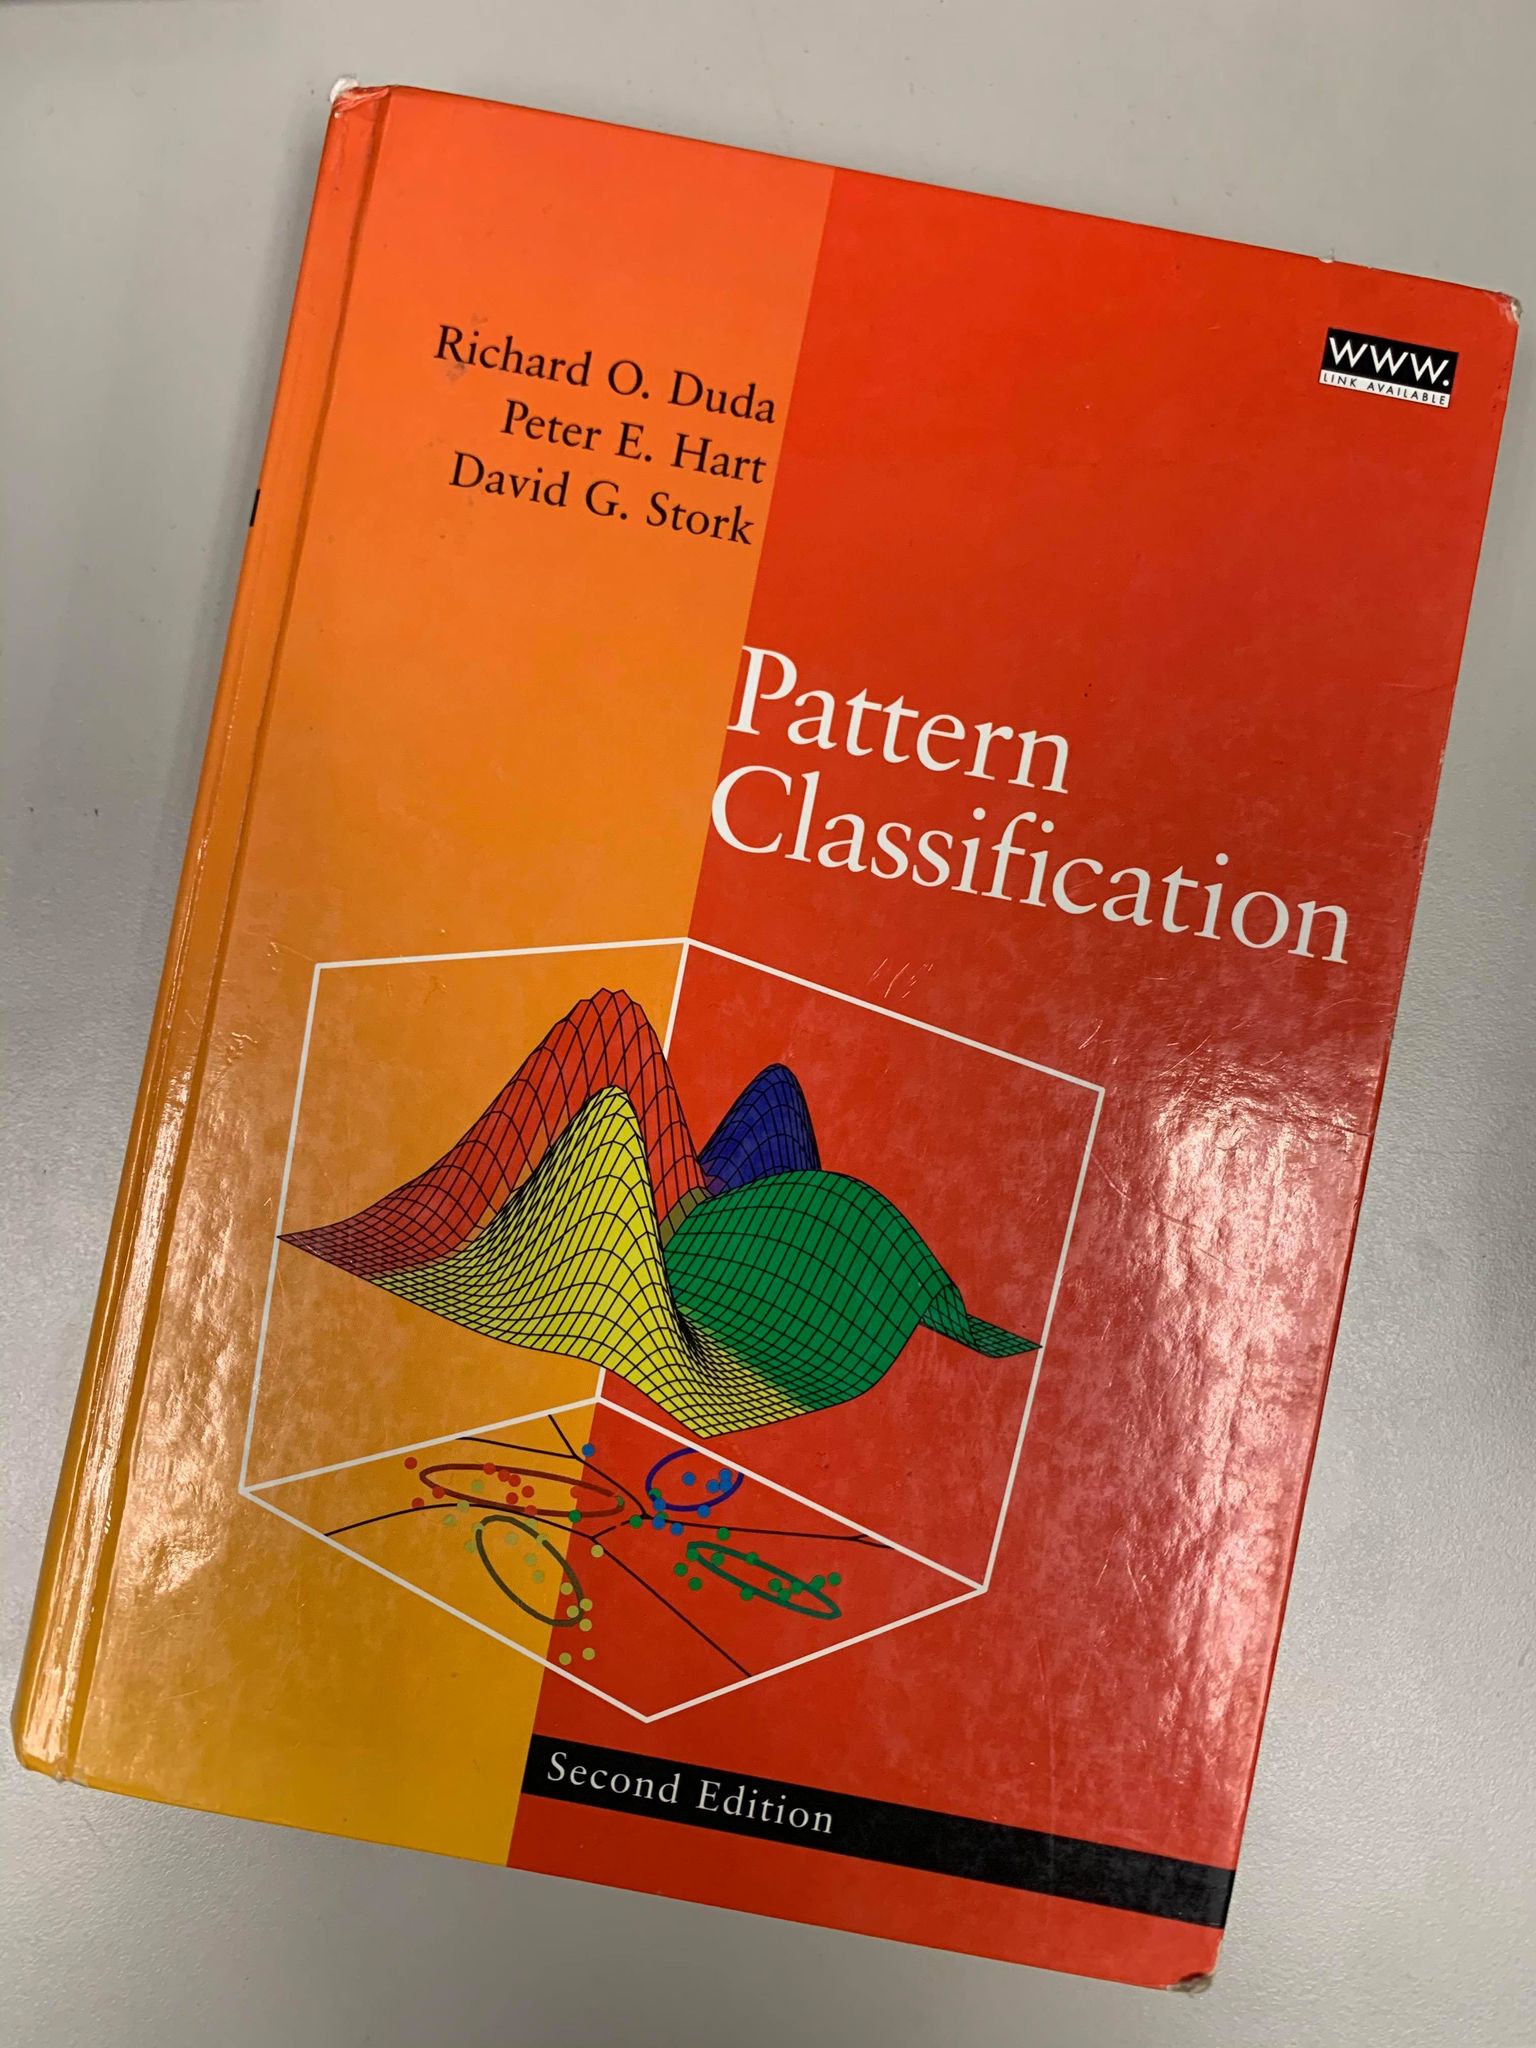 Richard O. Duda
Peter E. Hart
David G. Stork
WWW.
LINK AVAILABLE
Pattern
Classification
Second Edition